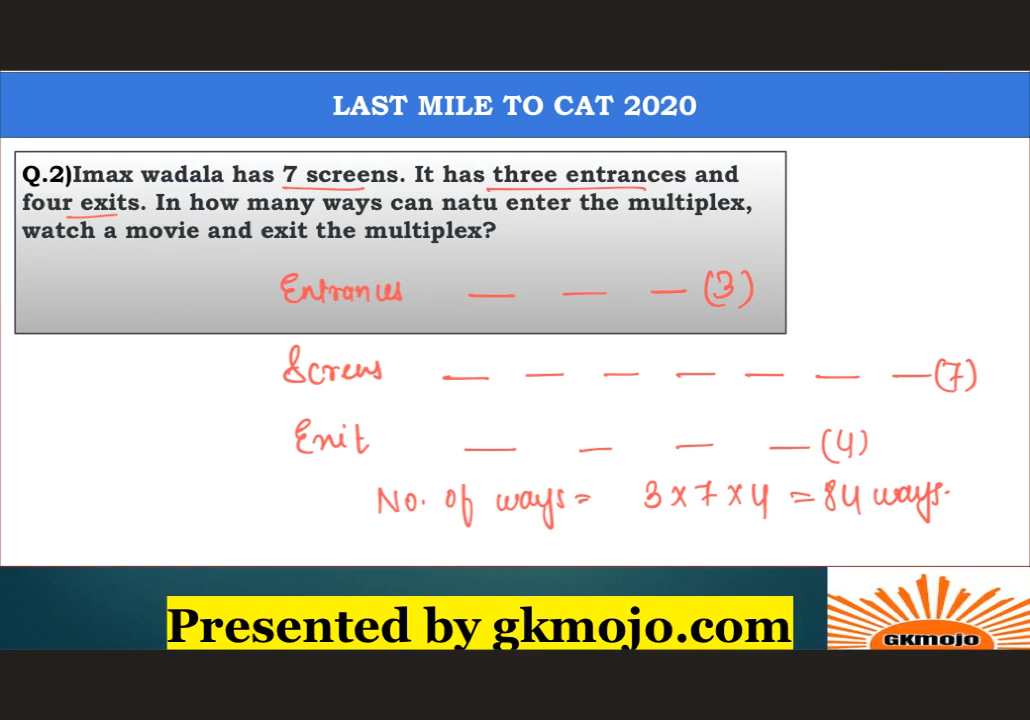 LAST MILE TO CAT 2020
Q.2)Imax wadala has 7 screens. It has three entrances and
four exits. In how many ways can natu enter the multiplex,
watch a movie and exit the multiplex?
Entrances — — — (3)
Screens — — — — — — — (7)
Exit — — — — (4)
No. of ways = 3 × 7 × 4 = 84 ways.
Presented by gkmojo.com
GKmojo